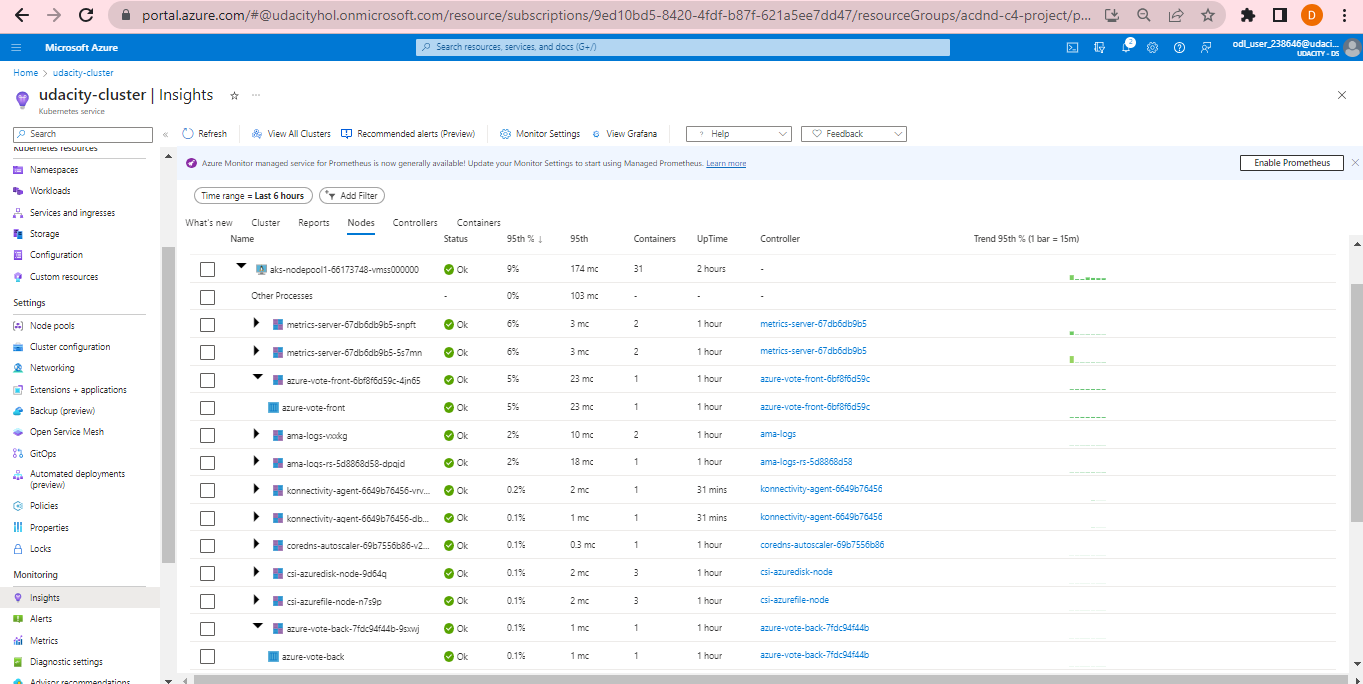 portal.azure.com/#@udacityhol.onmicrosoft.com/resource/subscriptions/9ed10bd5-8420-4fdf-b87f-621a5ee7dd47/resourceGroups/acdnd-c4-project/p...
D
Microsoft Azure
Search resources, services, and docs (G+/)
2
odl_user_238646@udaci...
UDACITY - DS
Home > udacity-cluster
udacity-cluster | Insights
Kubernetes service
Search
Refresh
View All Clusters
Recommended alerts (Preview)
Monitor Settings
View Grafana
? Help
Feedback
Kubernetes resources
Namespaces
Workloads
Services and ingresses
Storage
Configuration
Custom resources
Settings
Node pools
Cluster configuration
Networking
Extensions + applications
Backup (preview)
Open Service Mesh
GitOps
Automated deployments
(preview)
Policies
Properties
Locks
Monitoring
Insights
Alerts
Metrics
Diagnostic settings
Advisor recommendations
Azure Monitor managed service for Prometheus is now generally available! Update your Monitor Settings to start using Managed Prometheus. Learn more
Enable Prometheus
Time range = Last 6 hours
Add Filter
What's new Cluster Reports Nodes Controllers Containers
Name Status 95th % ↓ 95th Containers UpTime Controller Trend 95th % (1 bar = 15m)
aks-nodepool1-66173748-vmss000000 Ok 9% 174 mc 31 2 hours -
Other Processes - 0% 103 mc - - -
metrics-server-67db6db9b5-snpft Ok 6% 3 mc 2 1 hour metrics-server-67db6db9b5
metrics-server-67db6db9b5-5s7mn Ok 6% 3 mc 2 1 hour metrics-server-67db6db9b5
azure-vote-front-6bf8f6d59c-4jn65 Ok 5% 23 mc 1 1 hour azure-vote-front-6bf8f6d59c
azure-vote-front Ok 5% 23 mc 1 1 hour azure-vote-front-6bf8f6d59c
ama-logs-vxxkg Ok 2% 10 mc 2 1 hour ama-logs
ama-logs-rs-5d8868d58-dpqjd Ok 2% 18 mc 1 1 hour ama-logs-rs-5d8868d58
konnectivity-agent-6649b76456-vrv... Ok 0.2% 2 mc 1 31 mins konnectivity-agent-6649b76456
konnectivity-agent-6649b76456-db... Ok 0.1% 1 mc 1 31 mins konnectivity-agent-6649b76456
coredns-autoscaler-69b7556b86-v2... Ok 0.1% 0.3 mc 1 1 hour coredns-autoscaler-69b7556b86
csi-azuredisk-node-9d64q Ok 0.1% 2 mc 3 1 hour csi-azuredisk-node
csi-azurefile-node-n7s9p Ok 0.1% 2 mc 3 1 hour csi-azurefile-node
azure-vote-back-7fdc94f44b-9sxwj Ok 0.1% 1 mc 1 1 hour azure-vote-back-7fdc94f44b
azure-vote-back Ok 0.1% 1 mc 1 1 hour azure-vote-back-7fdc94f44b